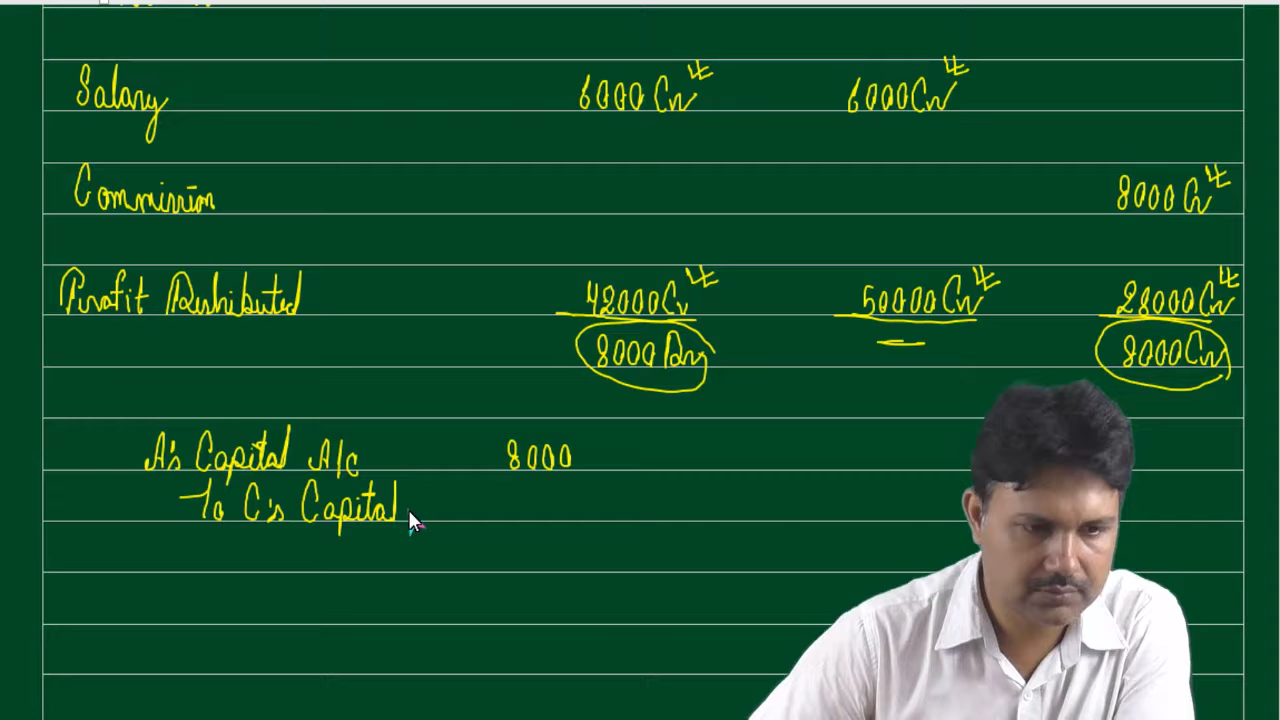 Salary 6000 Cr 6000 Cr
Commission 8000 Cr
Profit Distributed 42000 Cr 50000 Cr 28000 Cr
8000 Dr 8000 Cr
A's Capital A/c 8000
To C's Capital